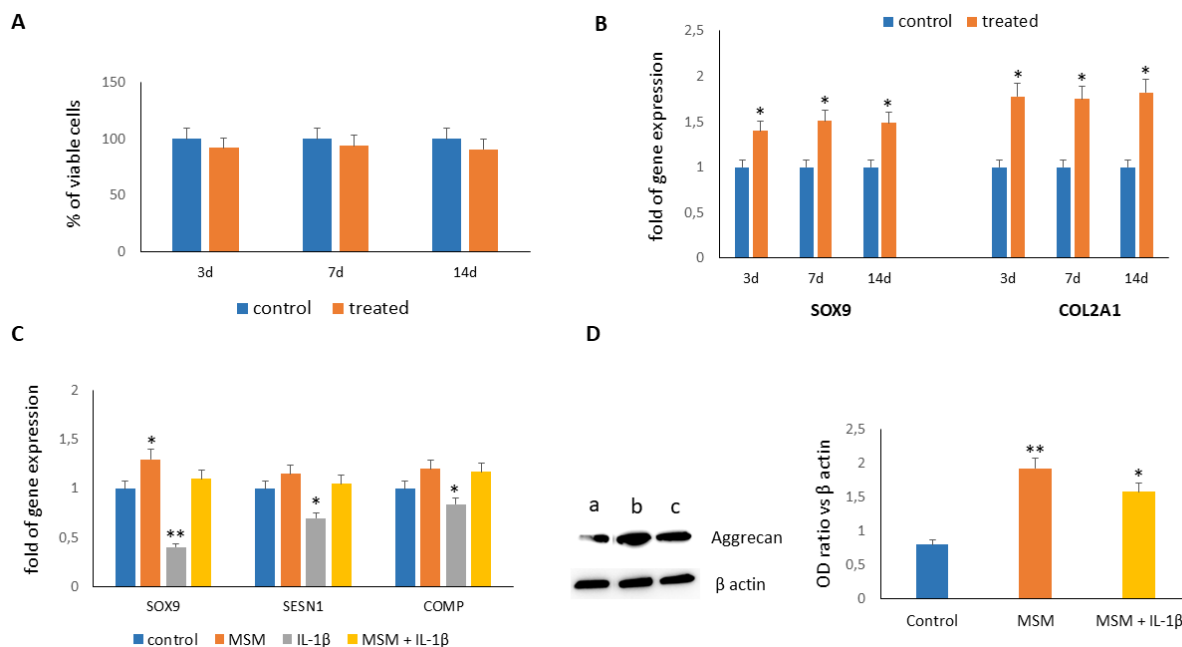 A
% of viable cells
150
100
50
0
3d 7d 14d
control treated
B
control treated
fold of gene expression
2,5
2
1,5
1
0,5
0
* * * * * *
3d 7d 14d 3d 7d 14d
SOX9 COL2A1
C
fold of gene expression
2
1,5
1
0,5
0
* ** * *
SOX9 SESN1 COMP
control MSM IL-1β MSM + IL-1β
D
a b c
Aggrecan
β actin
OD ratio vs β actin
2,5
2
1,5
1
0,5
0
** *
Control MSM MSM + IL-1β